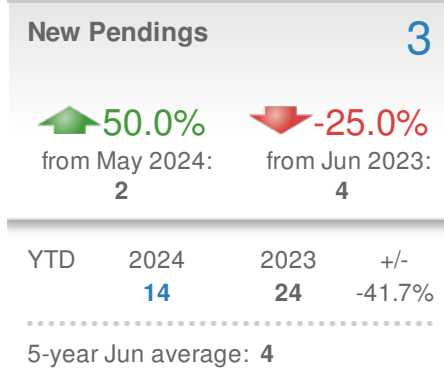 New Pendings 3
50.0% -25.0%
from May 2024: from Jun 2023:
2 4
YTD 2024 2023 +/-
14 24 -41.7%
5-year Jun average: 4